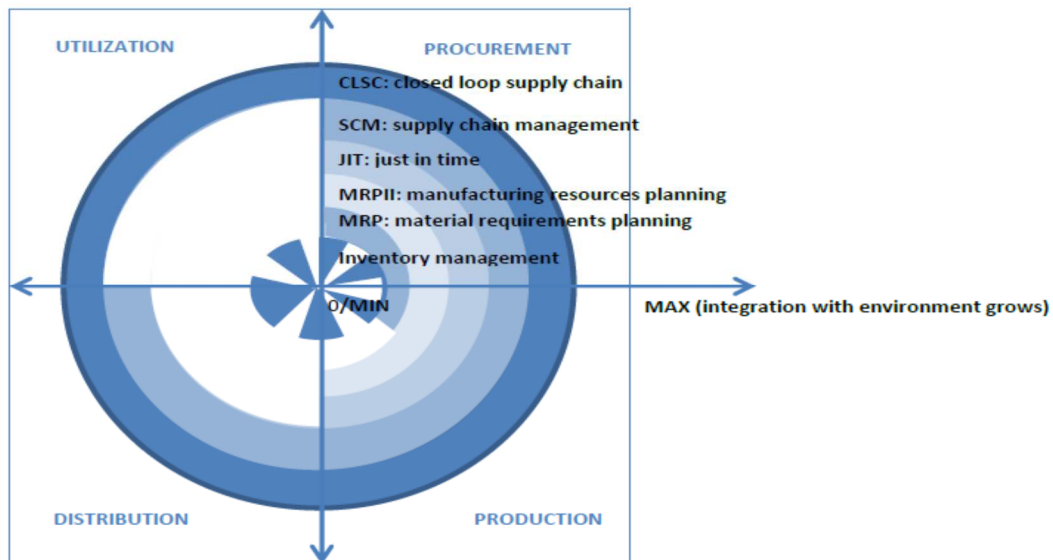 UTILIZATION
PROCUREMENT
CLSC: closed loop supply chain
SCM: supply chain management
JIT: just in time
MRPII: manufacturing resources planning
MRP: material requirements planning
Inventory management
0/MIN
MAX (integration with environment grows)
DISTRIBUTION
PRODUCTION